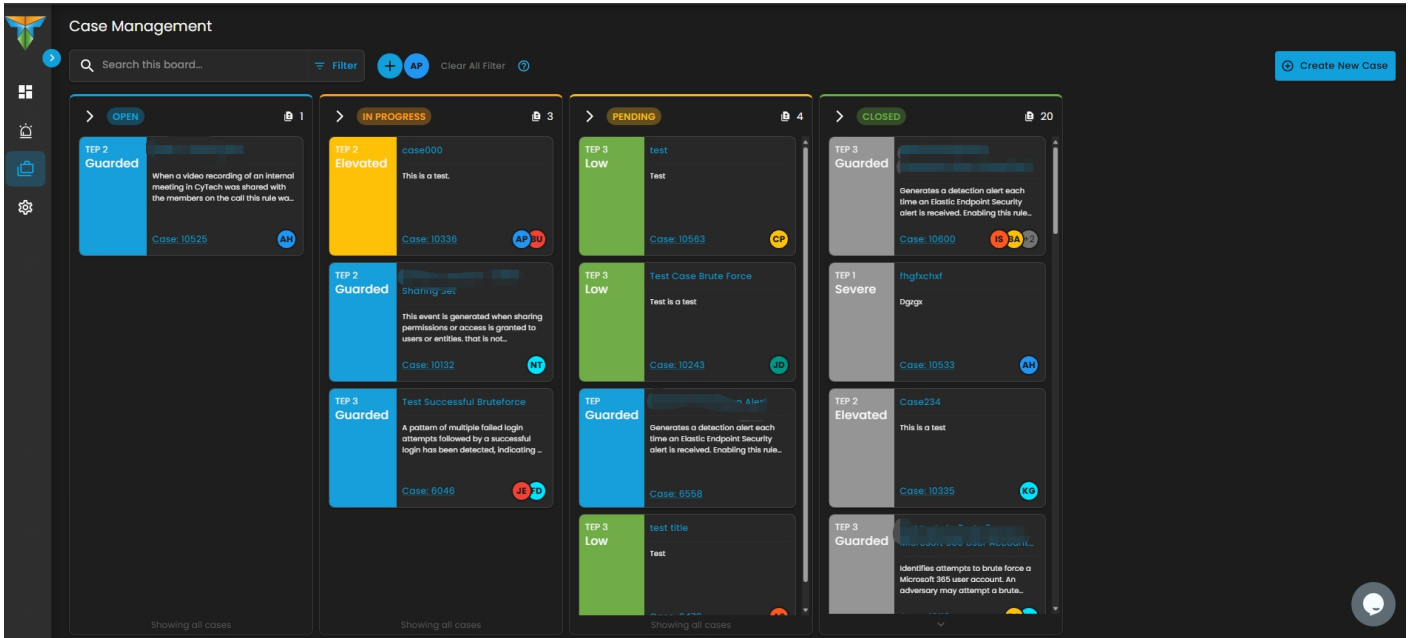 Case Management
Search this board...
Filter
AP
Clear All Filter
Create New Case
OPEN
1
TEP 2
Guarded
When a video recording of an internal
meeting in CyTech was shared with
the members on the call this rule wa...
Case: 10525
AH
Showing all cases
IN PROGRESS
3
TEP 2
Elevated
case000
This is a test.
Case: 10336
AP BU
TEP 2
Guarded
Sharing Set
This event is generated when sharing
permissions or access is granted to
users or entities. that is not...
Case: 10132
NT
TEP 3
Guarded
Test Successful Bruteforce
A pattern of multiple failed login
attempts followed by a successful
login has been detected, indicating ...
Case: 6046
JE FD
Showing all cases
PENDING
4
TEP 3
Low
test
Test
Case: 10563
CP
TEP 3
Low
Test Case Brute Force
Test is a test
Case: 10243
JD
TEP
Guarded
Generates a detection alert each
time an Elastic Endpoint Security
alert is received. Enabling this rule...
Case: 6558
TEP 3
Low
test title
Test
Showing all cases
CLOSED
20
TEP 3
Guarded
Generates a detection alert each
time an Elastic Endpoint Security
alert is received. Enabling this rule...
Case: 10600
IS BA +2
TEP 1
Severe
fhgfxchxf
Dgzgx
Case: 10533
AH
TEP 2
Elevated
Case234
This is a test
Case: 10335
KG
TEP 3
Guarded
Microsoft 365 User Account...
Identifies attempts to brute force a
Microsoft 365 user account. An
adversary may attempt a brute...